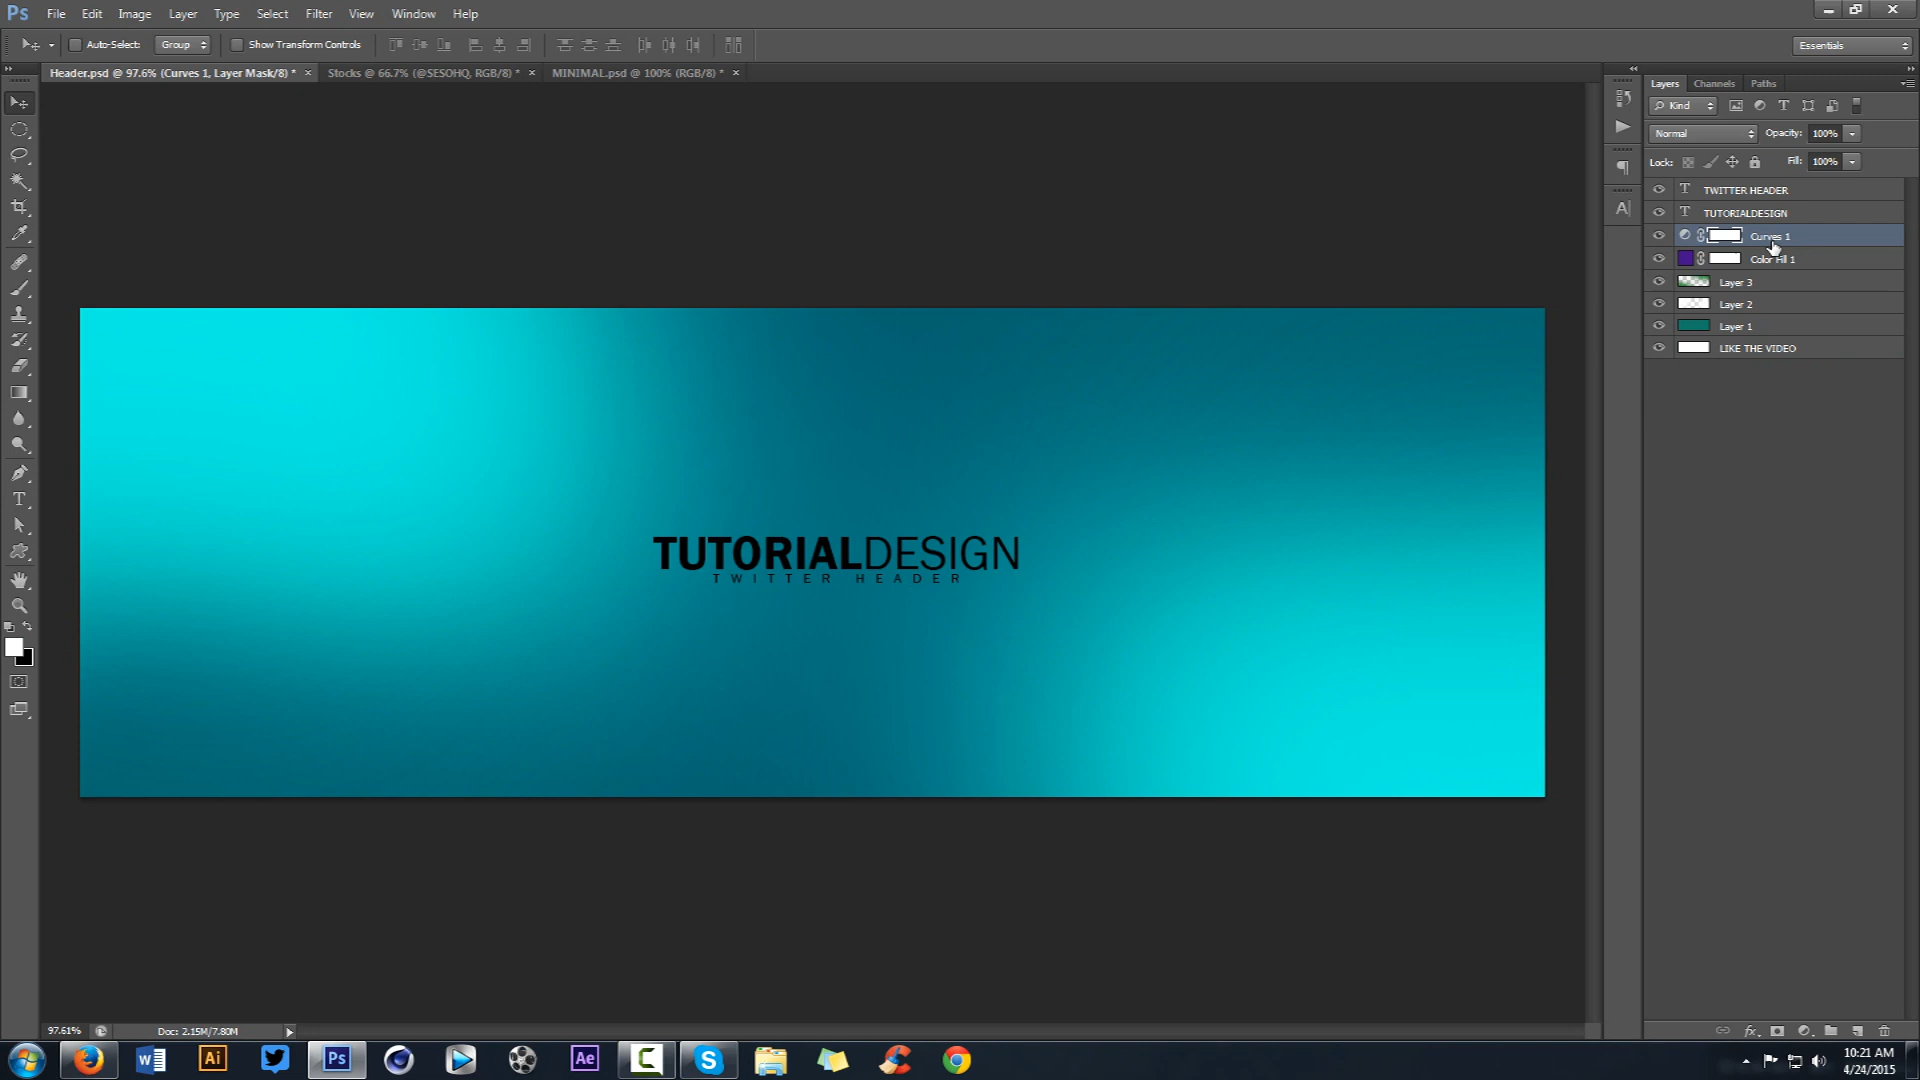 Ps File Edit Image Layer Type Select Filter View Window Help
Auto-Select: Group Show Transform Controls Essentials
Header.psd @ 97.6% (Curves 1, Layer Mask/8) * × Stocks @ 66.7% (@SESOHQ, RGB/8) * × MINIMAL.psd @ 100% (RGB/8) * ×
Layers Channels Paths
Kind
Normal Opacity: 100%
Lock: Fill: 100%
T TWITTER HEADER
T TUTORIALDESIGN
Curves 1
Color Fill 1
Layer 3
Layer 2
Layer 1
LIKE THE VIDEO
TUTORIALDESIGN
TWITTER HEADER
97.61% Doc: 2.15M/7.80M
Ai Ps Ae
10:21 AM
4/24/2015